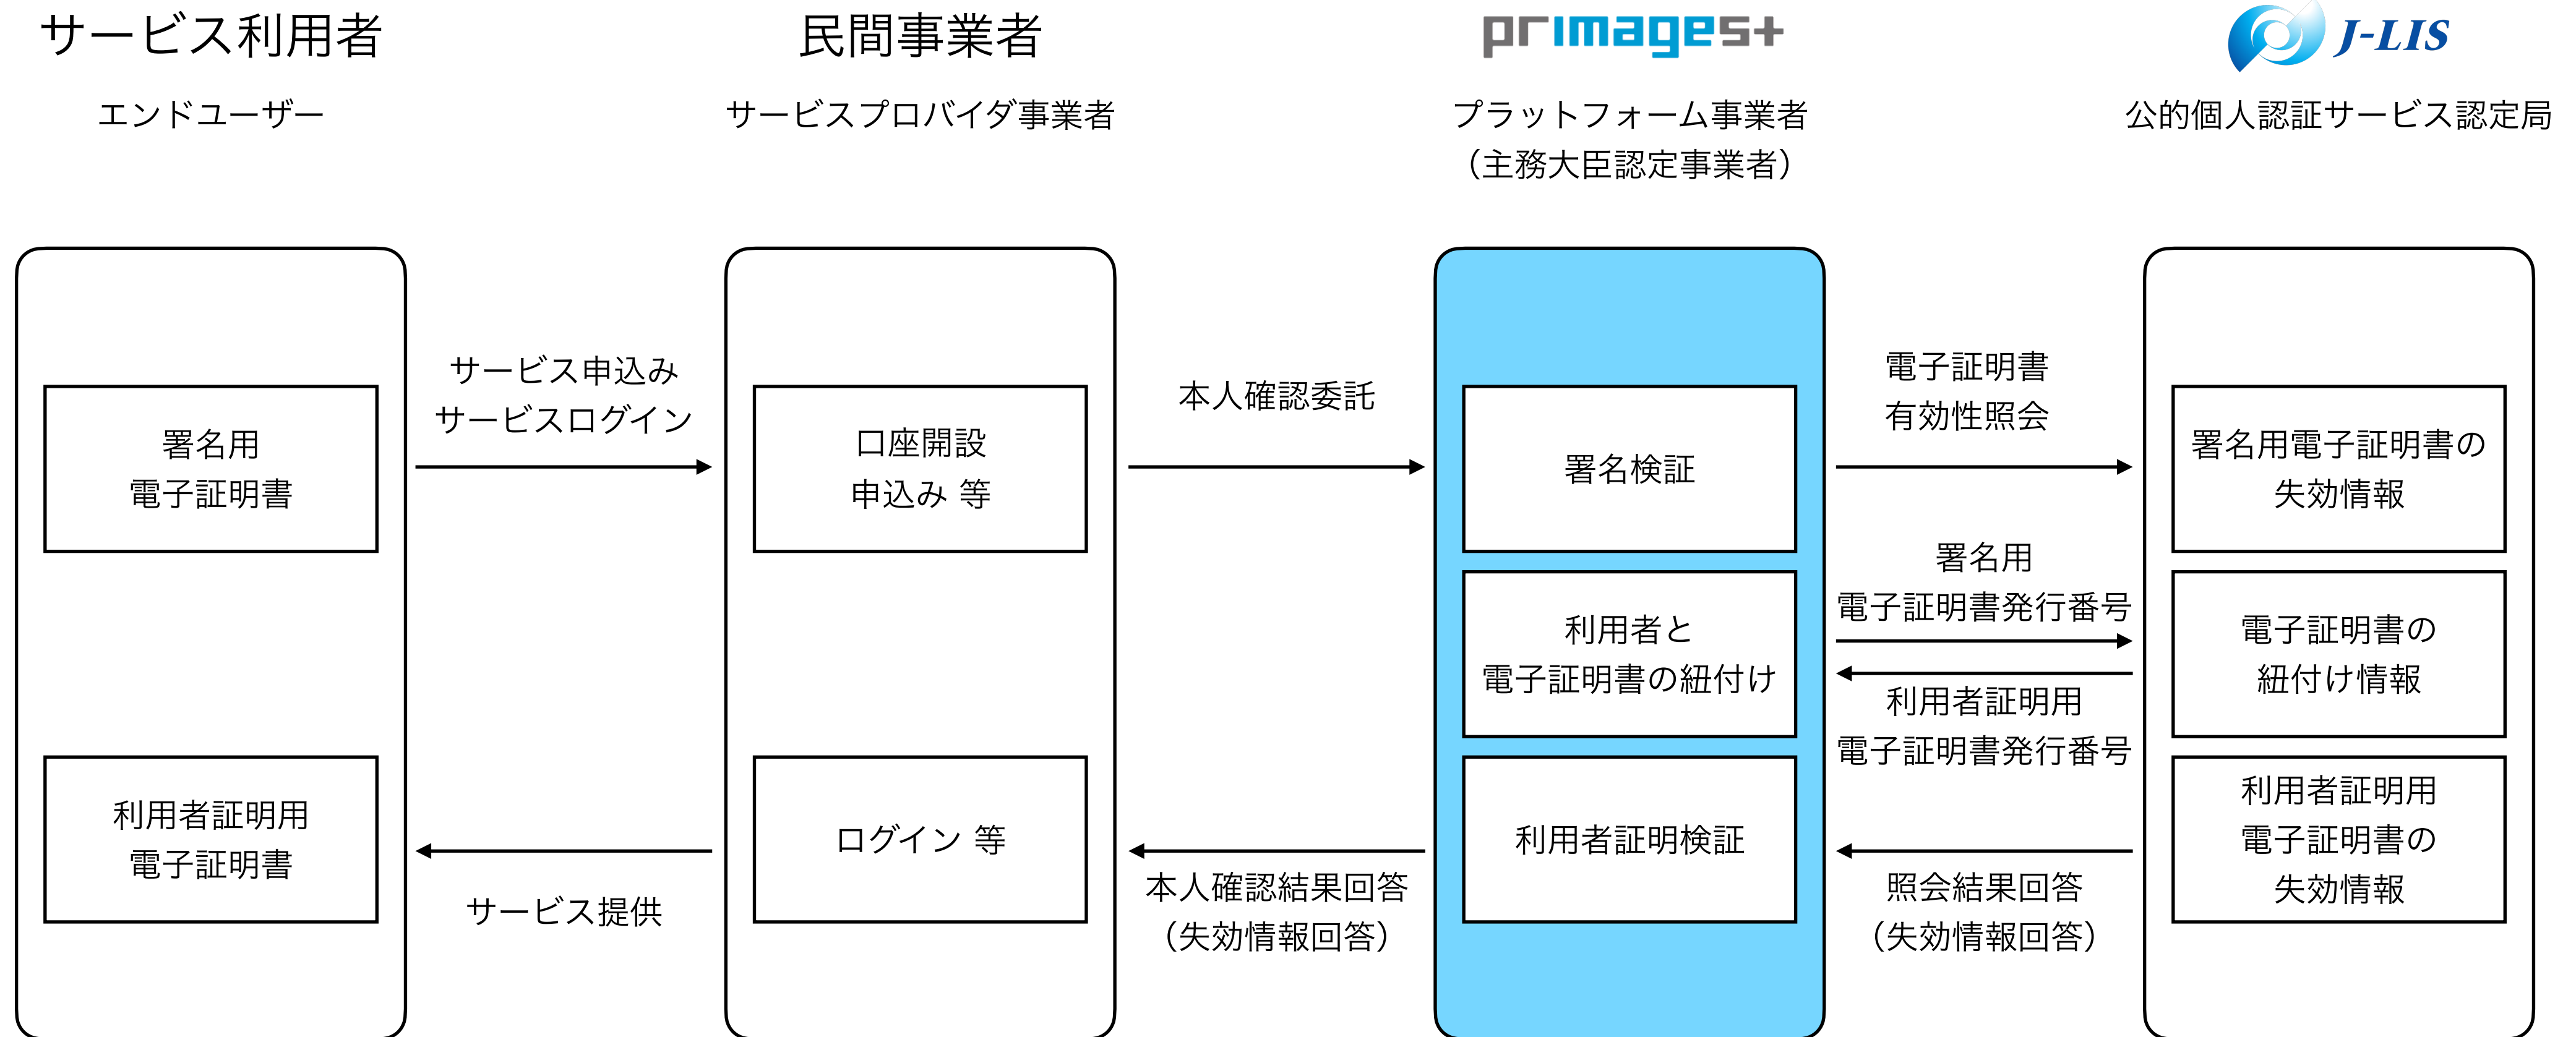 サービス利用者
エンドユーザー
民間事業者
サービスプロバイダ事業者
primages+
プラットフォーム事業者
（主務大臣認定事業者）
J-LIS
公的個人認証サービス認定局
署名用
電子証明書
利用者証明用
電子証明書
サービス申込み
サービスログイン
サービス提供
口座開設
申込み 等
ログイン 等
本人確認委託
本人確認結果回答
（失効情報回答）
署名検証
利用者と
電子証明書の紐付け
利用者証明検証
電子証明書
有効性照会
署名用
電子証明書発行番号
利用者証明用
電子証明書発行番号
照会結果回答
（失効情報回答）
署名用電子証明書の
失効情報
電子証明書の
紐付け情報
利用者証明用
電子証明書の
失効情報